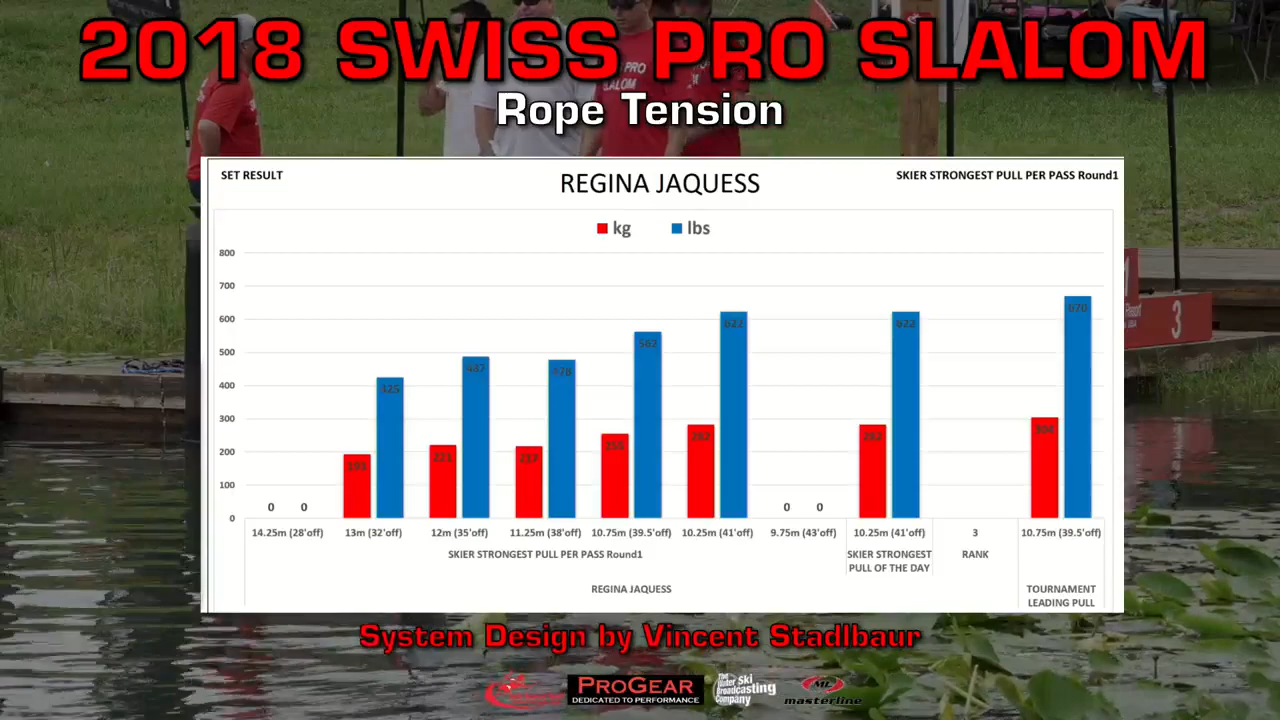 2018 SWISS PRO SLALOM
Rope Tension
SET RESULT
REGINA JAQUESS
SKIER STRONGEST PULL PER PASS Round1
kg lbs
800
700
600
500
400
300
200
100
0
0 0
193 425
221 487
217 478
255 562
282 622
0 0
282 622
304 670
14.25m (28'off) 13m (32'off) 12m (35'off) 11.25m (38'off) 10.75m (39.5'off) 10.25m (41'off) 9.75m (43'off) 10.25m (41'off) 3 10.75m (39.5'off)
SKIER STRONGEST PULL PER PASS Round1
SKIER STRONGEST
PULL OF THE DAY
RANK
REGINA JAQUESS
TOURNAMENT
LEADING PULL
System Design by Vincent Stadlbaur
PROGEAR
DEDICATED TO PERFORMANCE
The
Water Ski
Broadcasting
Company
ML
masterline
SWISS PRO
SLALOM
3